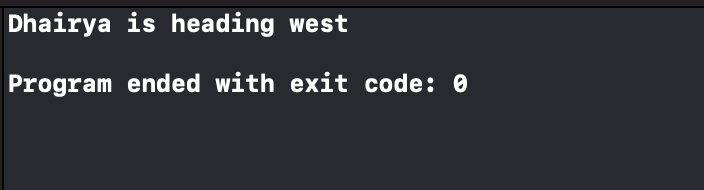 Dhairya is heading west
Program ended with exit code: 0